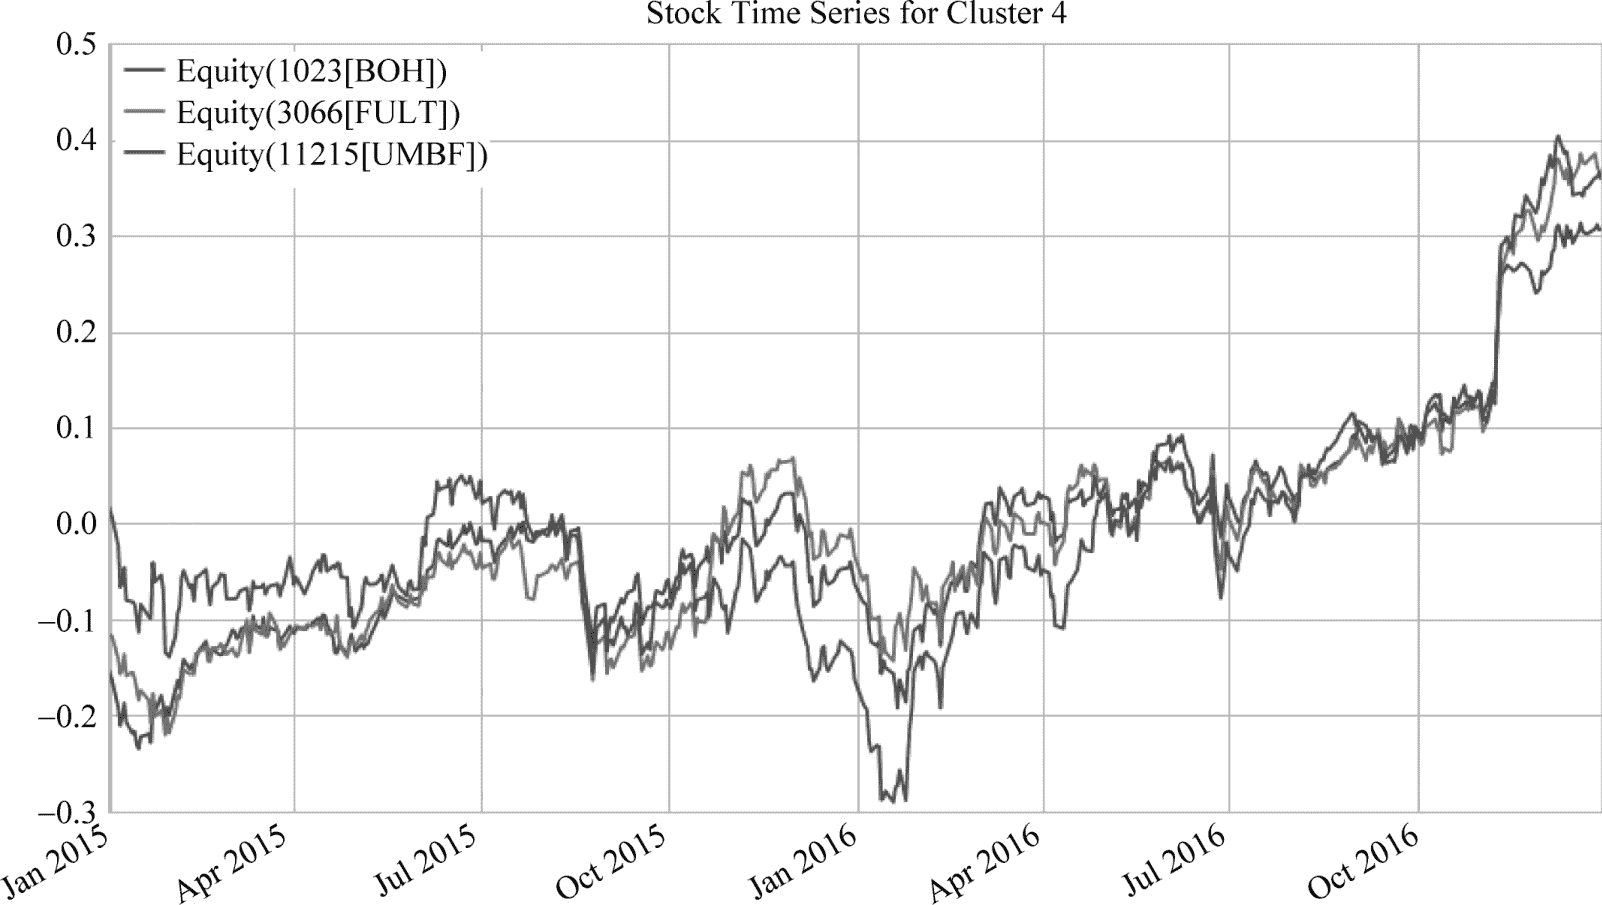 Stock Time Series for Cluster 4
0.5
0.4
0.3
0.2
0.1
0.0
–0.1
–0.2
–0.3
Equity(1023[BOH])
Equity(3066[FULT])
Equity(11215[UMBF])
Jan 2015
Apr 2015
Jul 2015
Oct 2015
Jan 2016
Apr 2016
Jul 2016
Oct 2016